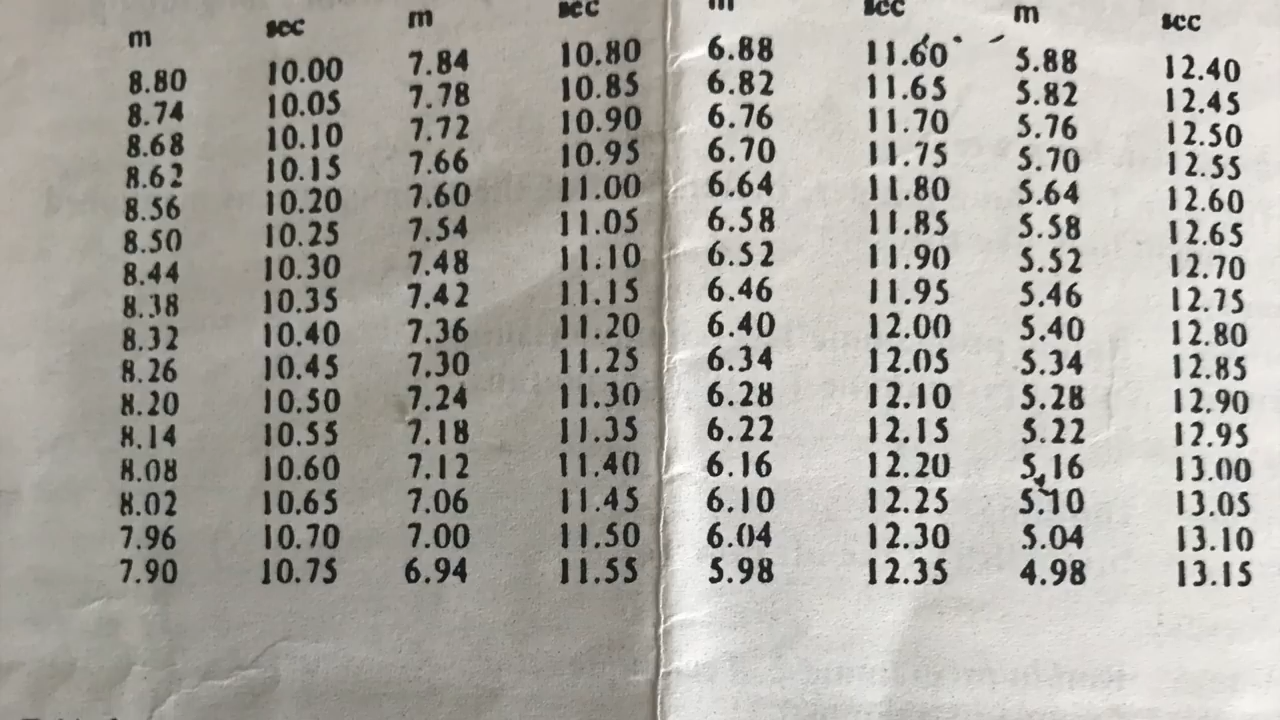 m sec m sec m sec m sec
8.80 10.00 7.84 10.80 6.88 11.60 5.88 12.40
8.74 10.05 7.78 10.85 6.82 11.65 5.82 12.45
8.68 10.10 7.72 10.90 6.76 11.70 5.76 12.50
8.62 10.15 7.66 10.95 6.70 11.75 5.70 12.55
8.56 10.20 7.60 11.00 6.64 11.80 5.64 12.60
8.50 10.25 7.54 11.05 6.58 11.85 5.58 12.65
8.44 10.30 7.48 11.10 6.52 11.90 5.52 12.70
8.38 10.35 7.42 11.15 6.46 11.95 5.46 12.75
8.32 10.40 7.36 11.20 6.40 12.00 5.40 12.80
8.26 10.45 7.30 11.25 6.34 12.05 5.34 12.85
8.20 10.50 7.24 11.30 6.28 12.10 5.28 12.90
8.14 10.55 7.18 11.35 6.22 12.15 5.22 12.95
8.08 10.60 7.12 11.40 6.16 12.20 5.16 13.00
8.02 10.65 7.06 11.45 6.10 12.25 5.10 13.05
7.96 10.70 7.00 11.50 6.04 12.30 5.04 13.10
7.90 10.75 6.94 11.55 5.98 12.35 4.98 13.15